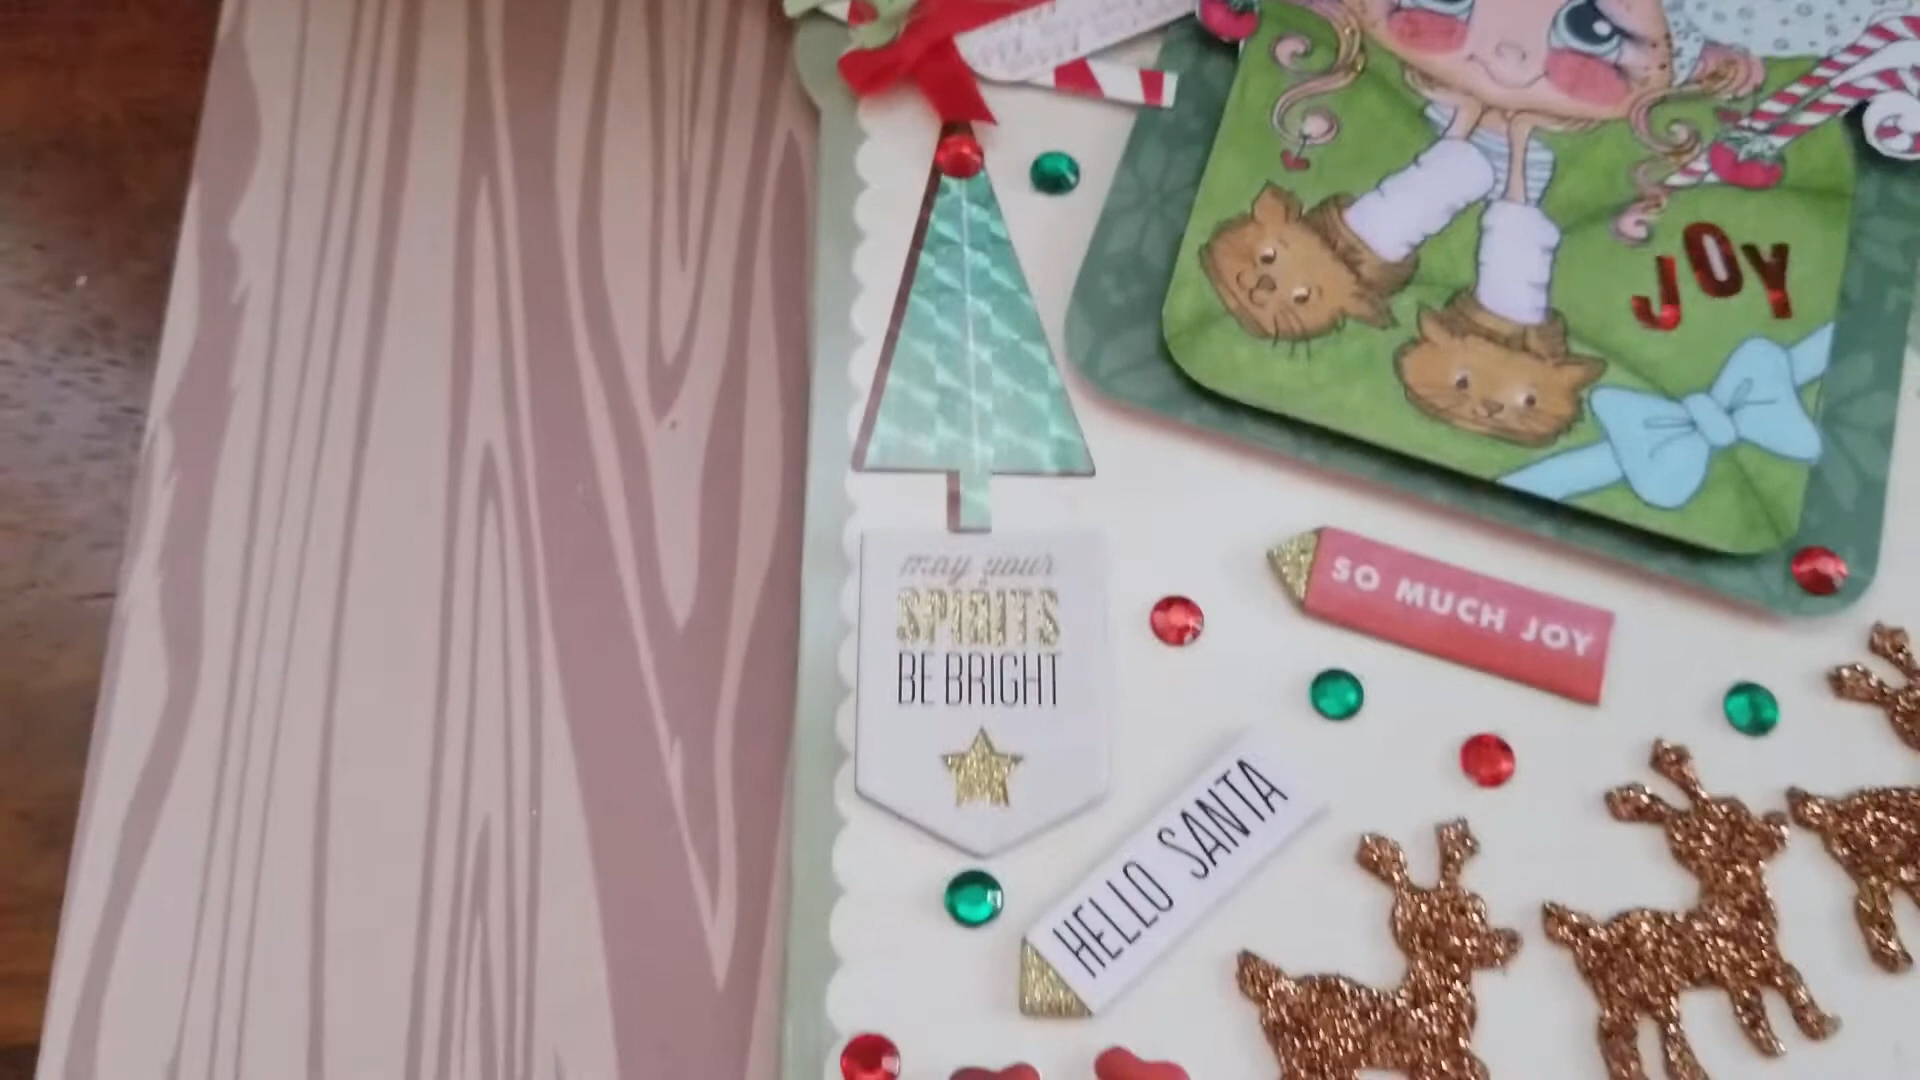 JOY
may your
SPIRITS
BE BRIGHT
SO MUCH JOY
HELLO SANTA